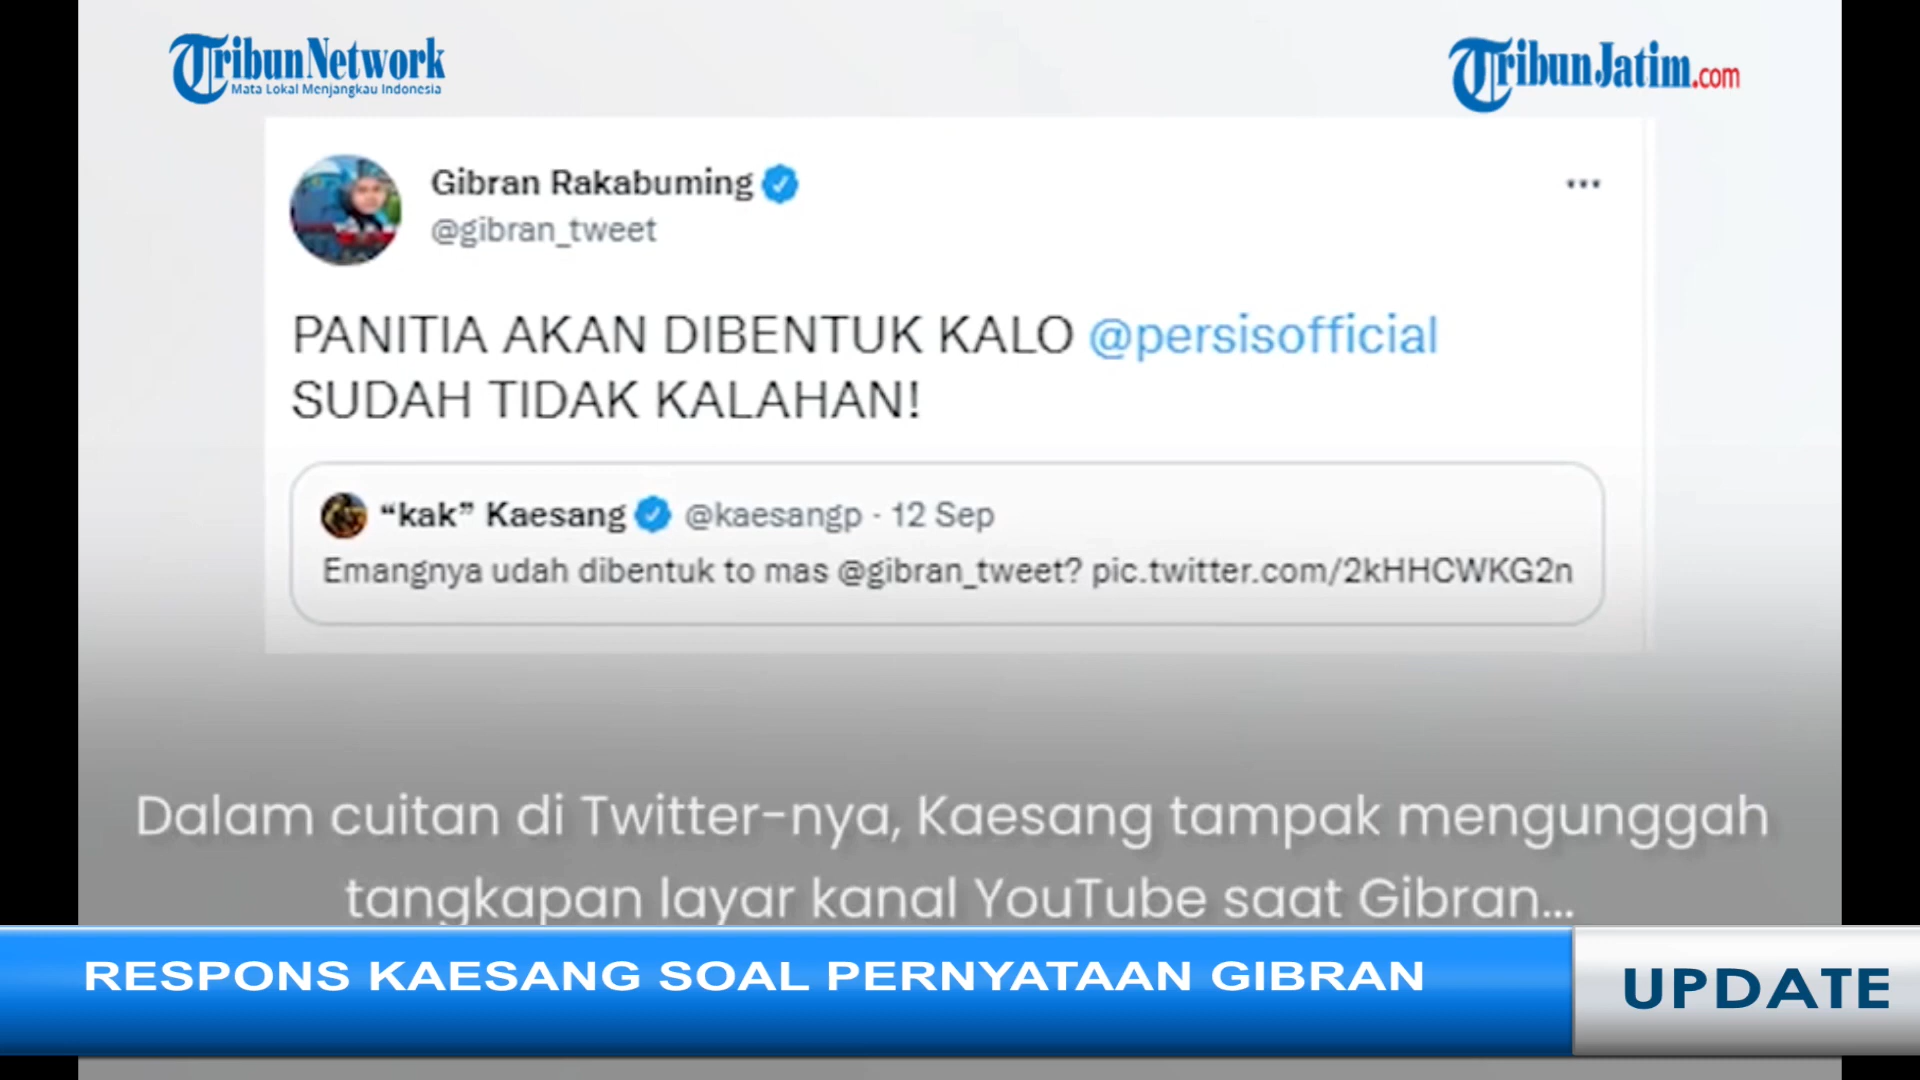 TribunNetwork
Mata Lokal Menjangkau Indonesia
TribunJatim.com
Gibran Rakabuming
@gibran_tweet
PANITIA AKAN DIBENTUK KALO @persisofficial
SUDAH TIDAK KALAHAN!
“kak” Kaesang @kaesangp · 12 Sep
Emangnya udah dibentuk to mas @gibran_tweet? pic.twitter.com/2kHHCWKG2n
Dalam cuitan di Twitter-nya, Kaesang tampak mengunggah
tangkapan layar kanal YouTube saat Gibran...
RESPONS KAESANG SOAL PERNYATAAN GIBRAN
UPDATE